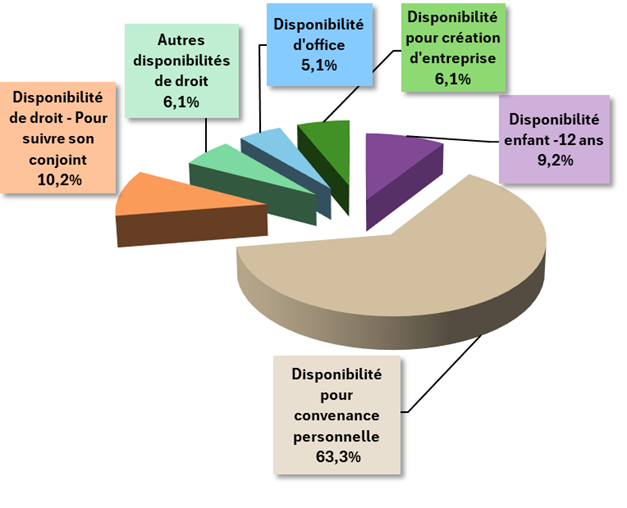 Disponibilité
d'office
5,1%
Disponibilité
pour création
d'entreprise
6,1%
Autres
disponibilités
de droit
6,1%
Disponibilité
de droit - Pour
suivre son
conjoint
10,2%
Disponibilité
enfant -12 ans
9,2%
Disponibilité
pour
convenance
personnelle
63,3%